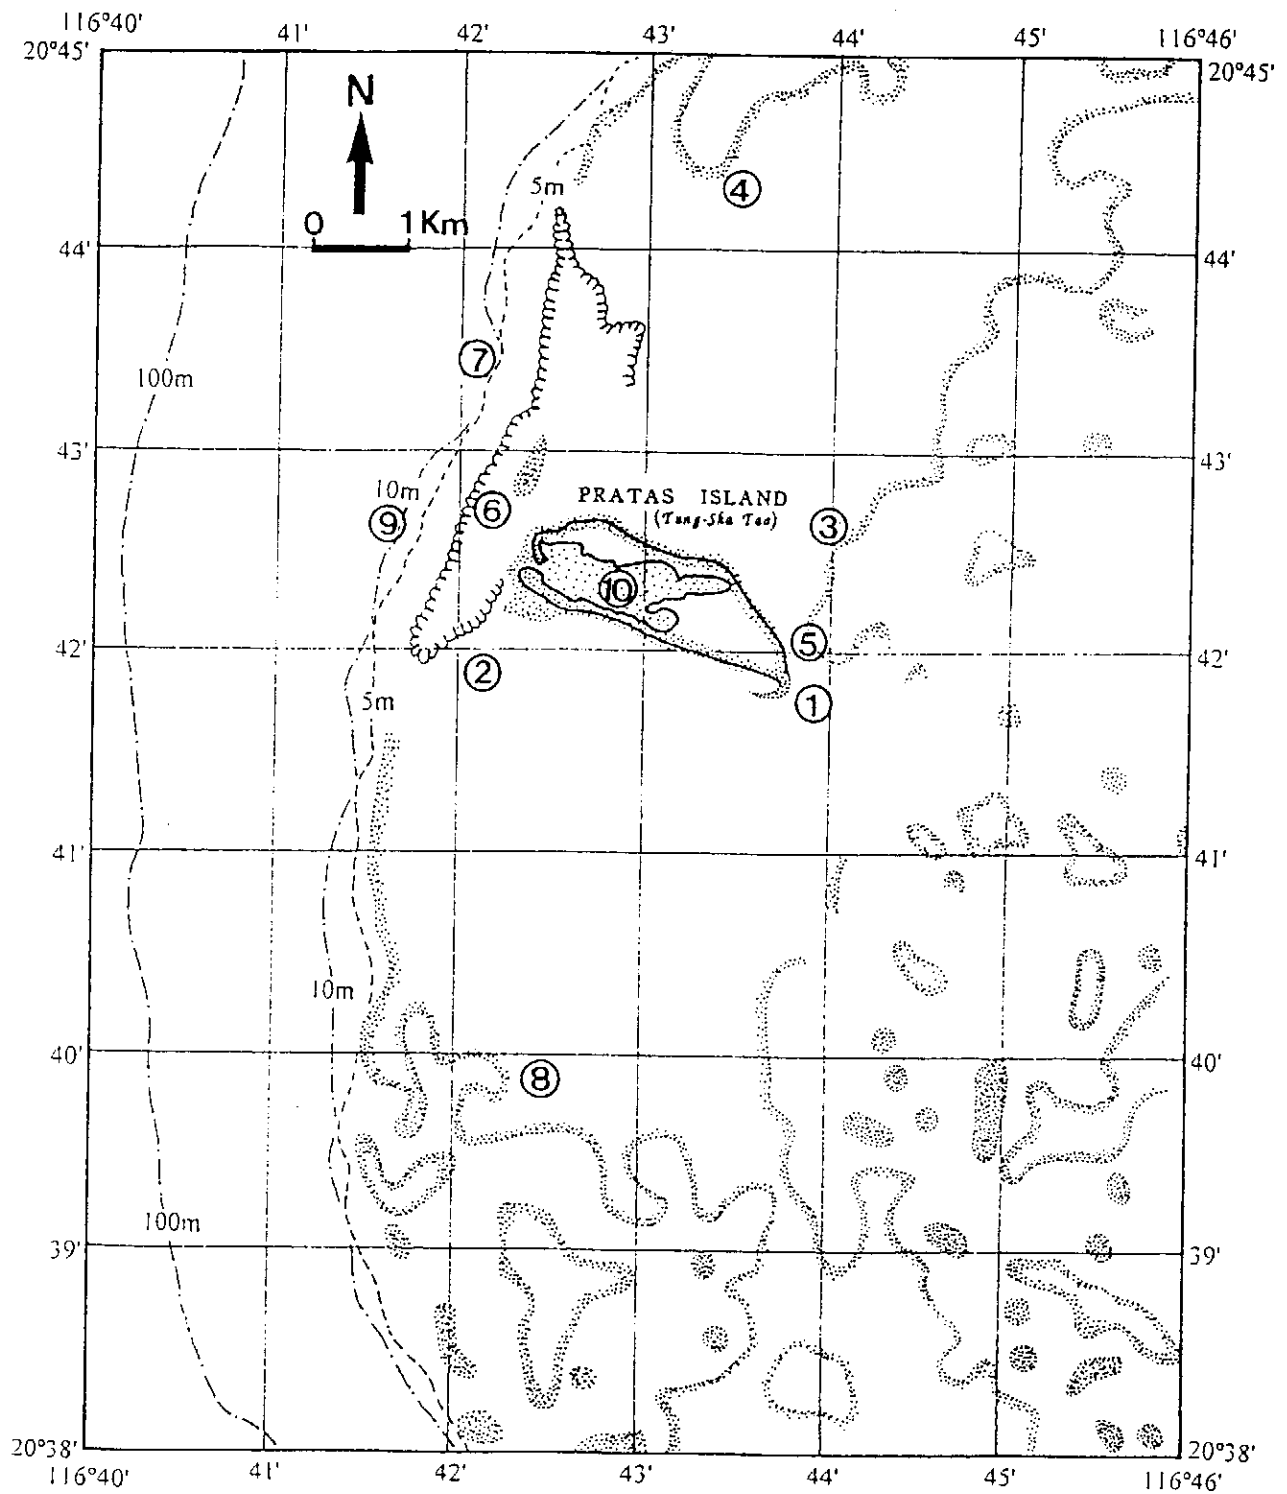 116°40' 41' 42' 43' 44' 45' 116°46'
20°45' 20°45'
N
5m
④
0 1Km
44' 44'
⑦
100m
43' 43'
10m
PRATAS ISLAND
⑨ ⑥ ③
(Tung-Sha Tao)
⑩
42' ⑤ 42'
②
5m ①
41' 41'
10m
40' 40'
⑧
100m
39' 39'
20°38' 20°38'
116°40' 41' 42' 43' 44' 45' 116°46'